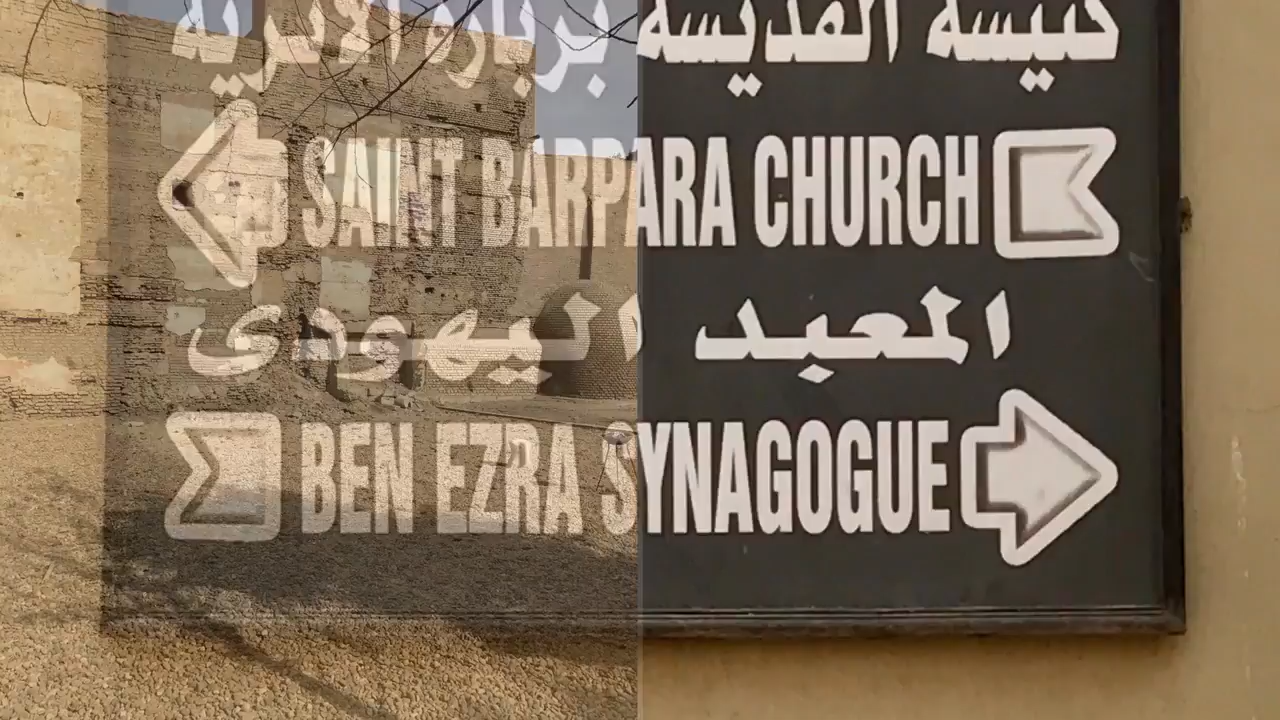 كنيسة القديسة بربارة الاثرية
SAINT BARPARA CHURCH
المعبد اليهودى
BEN EZRA SYNAGOGUE